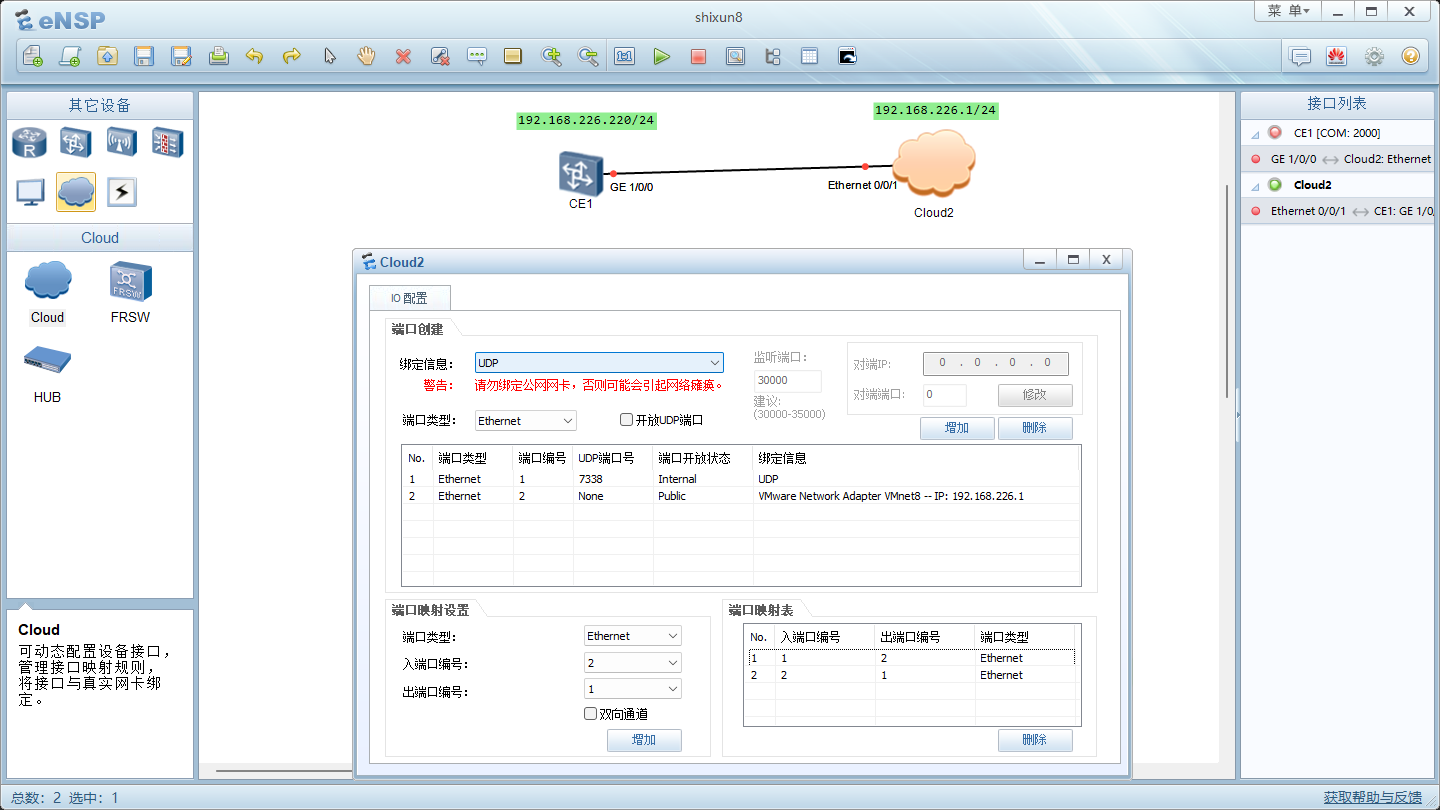 eNSP
shixun8
菜 单
其它设备
Cloud
Cloud
FRSW
FRSW
HUB
Cloud
可动态配置设备接口，
管理接口映射规则，
将接口与真实网卡绑
定。
192.168.226.220/24
192.168.226.1/24
GE 1/0/0
Ethernet 0/0/1
CE1
Cloud2
接口列表
CE1 [COM: 2000]
GE 1/0/0 Cloud2: Ethernet
Cloud2
Ethernet 0/0/1 CE1: GE 1/0
Cloud2
IO 配置
端口创建
绑定信息： UDP
警告： 请勿绑定公网网卡，否则可能会引起网络瘫痪。
端口类型： Ethernet 开放UDP端口
监听端口：
30000
建议：
(30000-35000)
对端IP： 0 . 0 . 0 . 0
对端端口： 0 修改
增加 删除
No. 端口类型 端口编号 UDP端口号 端口开放状态 绑定信息
1 Ethernet 1 7338 Internal UDP
2 Ethernet 2 None Public VMware Network Adapter VMnet8 -- IP: 192.168.226.1
端口映射设置
端口类型： Ethernet
入端口编号： 2
出端口编号： 1
双向通道
增加
端口映射表
No. 入端口编号 出端口编号 端口类型
1 1 2 Ethernet
2 2 1 Ethernet
删除
总数：2 选中：1
获取帮助与反馈